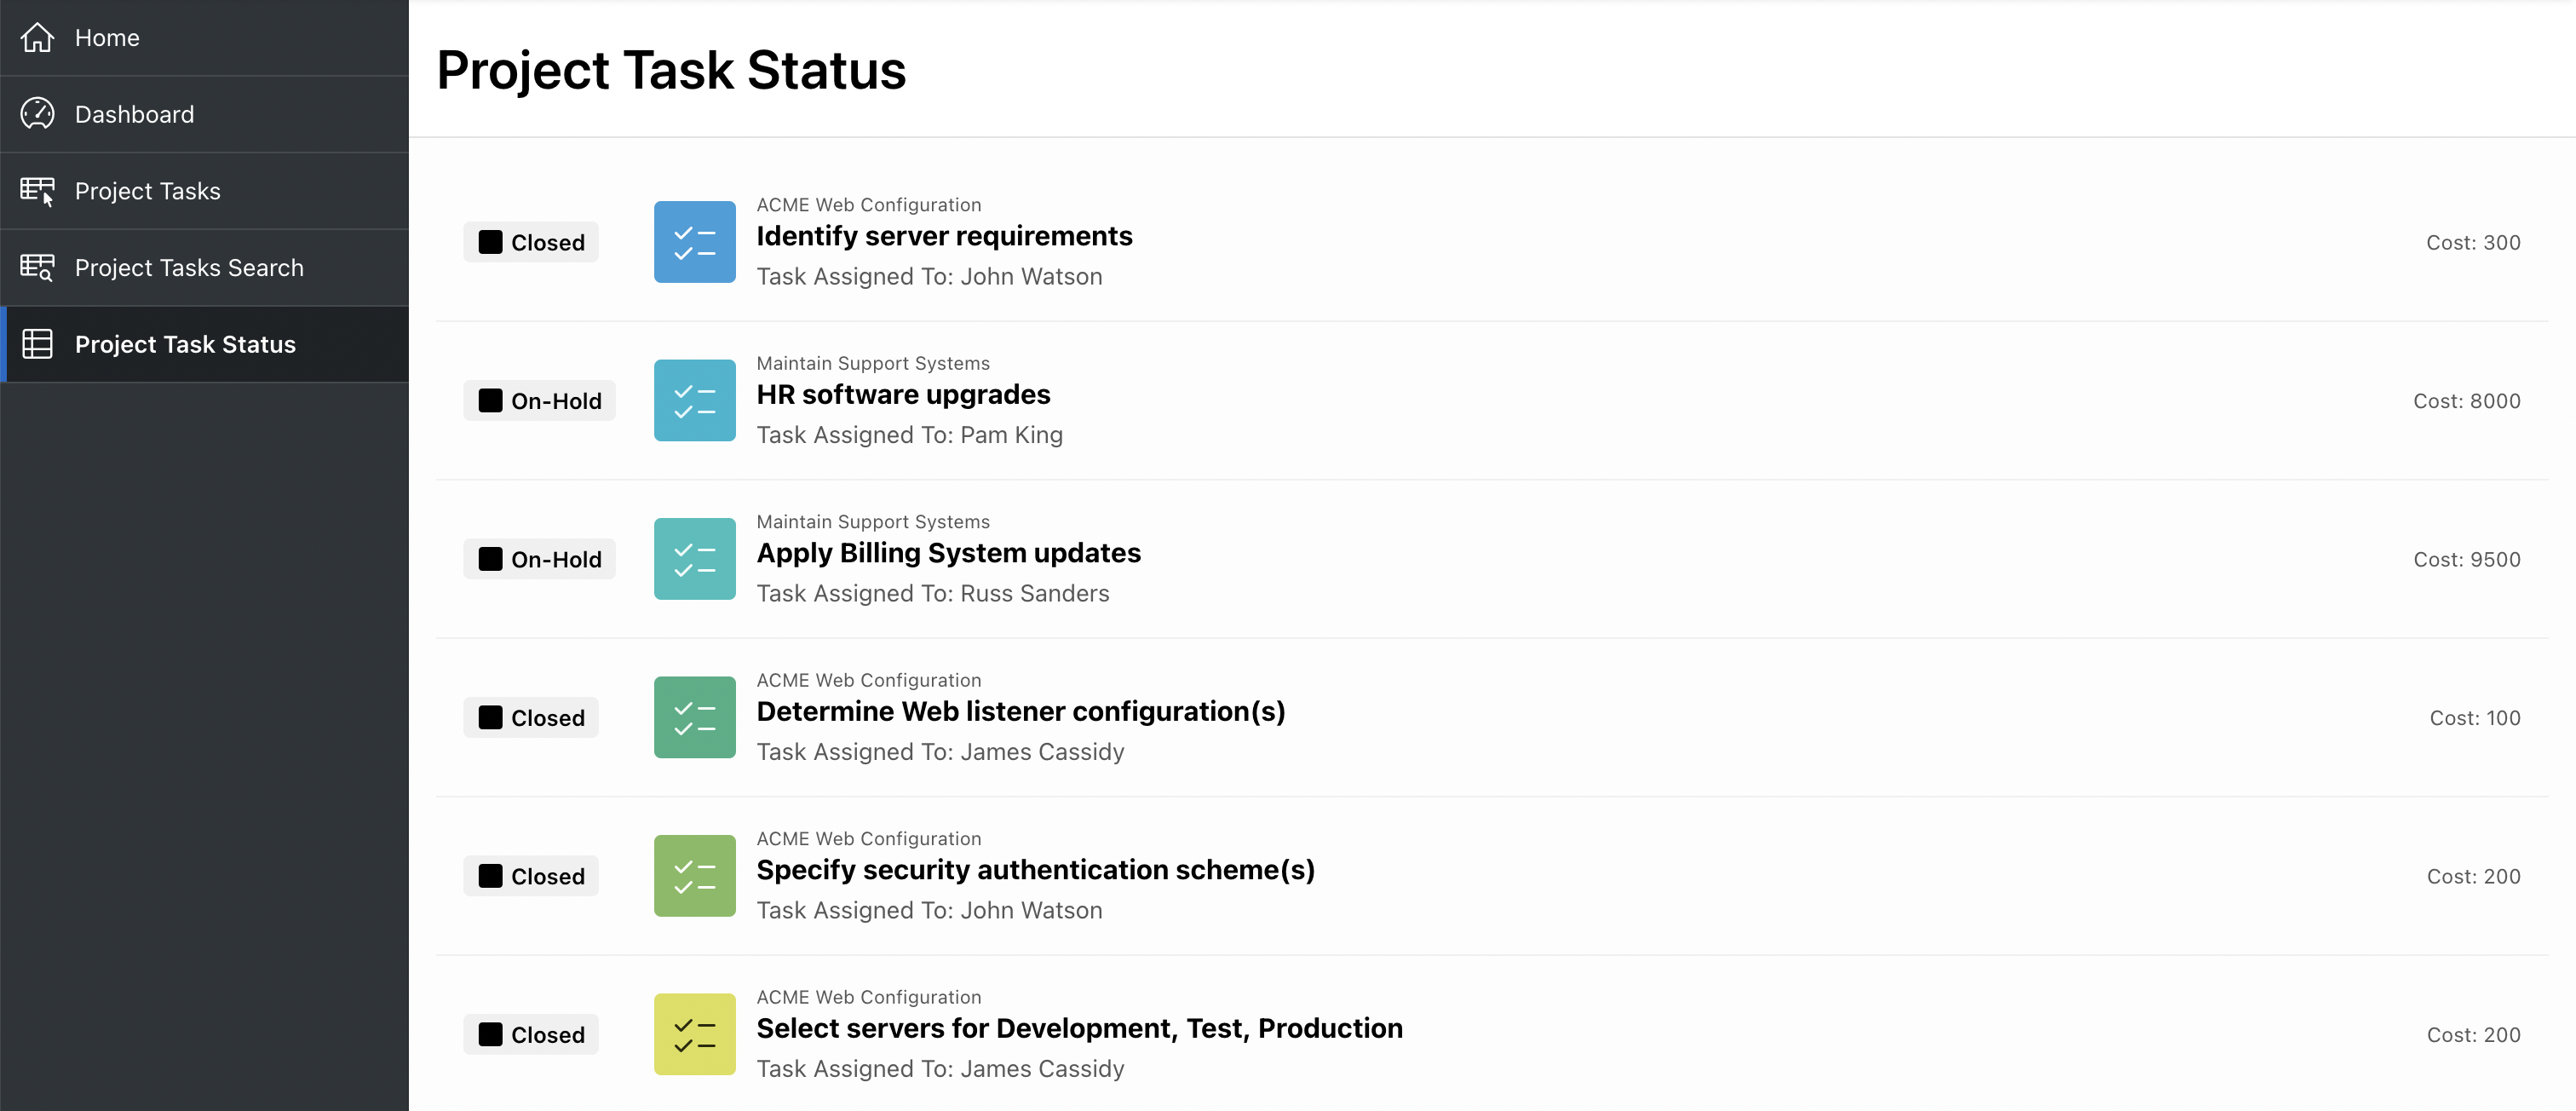 Home
Dashboard
Project Tasks
Project Tasks Search
Project Task Status
Project Task Status
Closed
ACME Web Configuration
Identify server requirements
Task Assigned To: John Watson
Cost: 300
On-Hold
Maintain Support Systems
HR software upgrades
Task Assigned To: Pam King
Cost: 8000
On-Hold
Maintain Support Systems
Apply Billing System updates
Task Assigned To: Russ Sanders
Cost: 9500
Closed
ACME Web Configuration
Determine Web listener configuration(s)
Task Assigned To: James Cassidy
Cost: 100
Closed
ACME Web Configuration
Specify security authentication scheme(s)
Task Assigned To: John Watson
Cost: 200
Closed
ACME Web Configuration
Select servers for Development, Test, Production
Task Assigned To: James Cassidy
Cost: 200